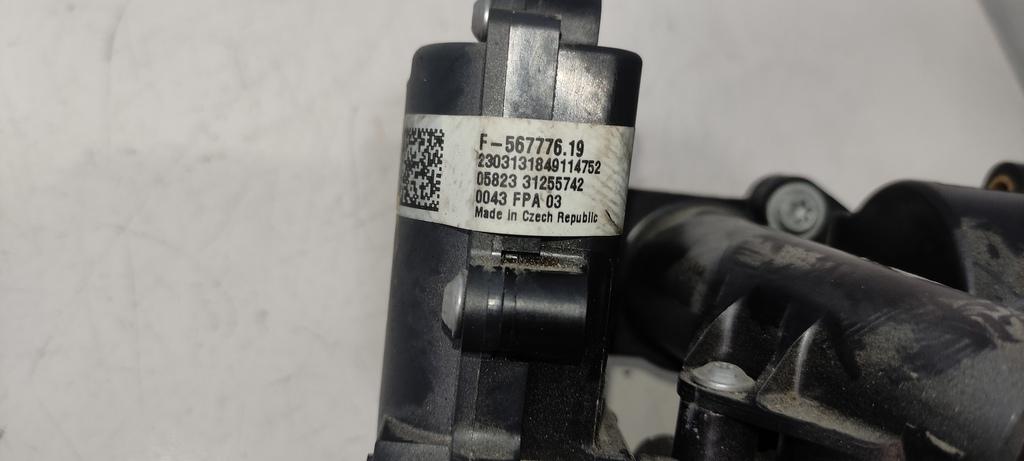 F-567776.19
2303131849114752
05823 31255742
0043 FPA 03
Made in Czech Republic